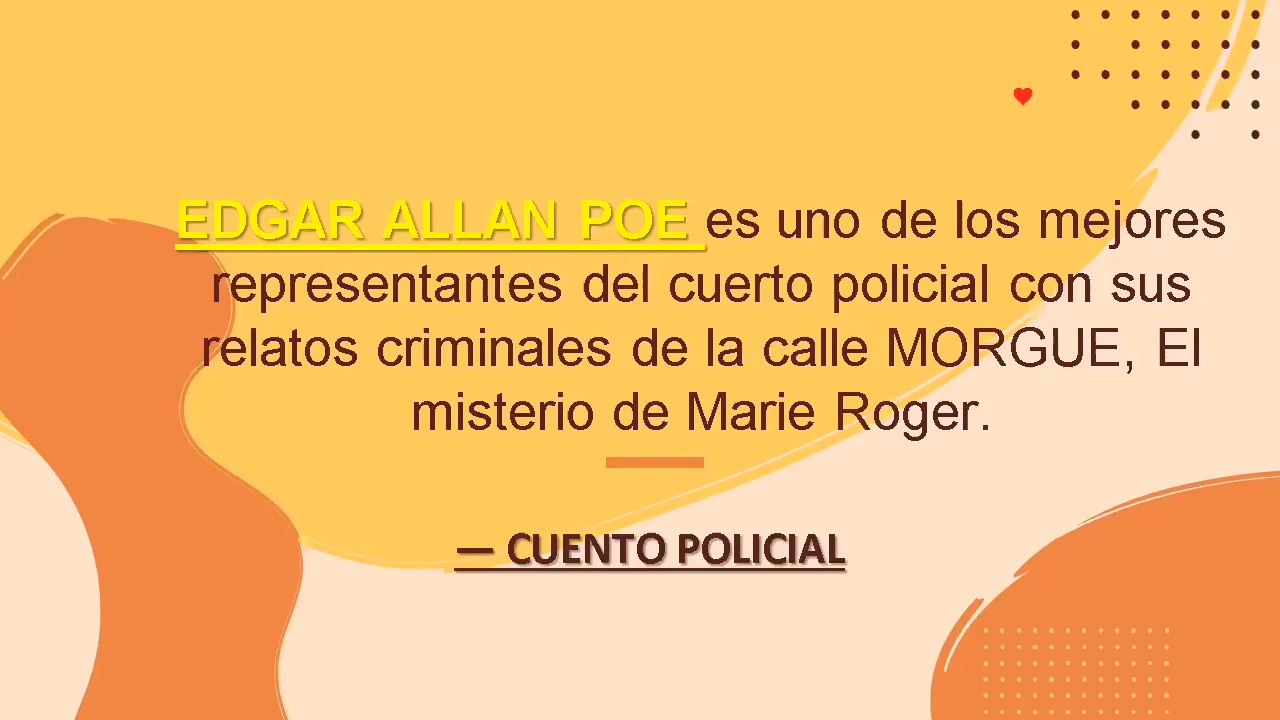 EDGAR ALLAN POE es uno de los mejores
representantes del cuerto policial con sus
relatos criminales de la calle MORGUE, El
misterio de Marie Roger.
— CUENTO POLICIAL